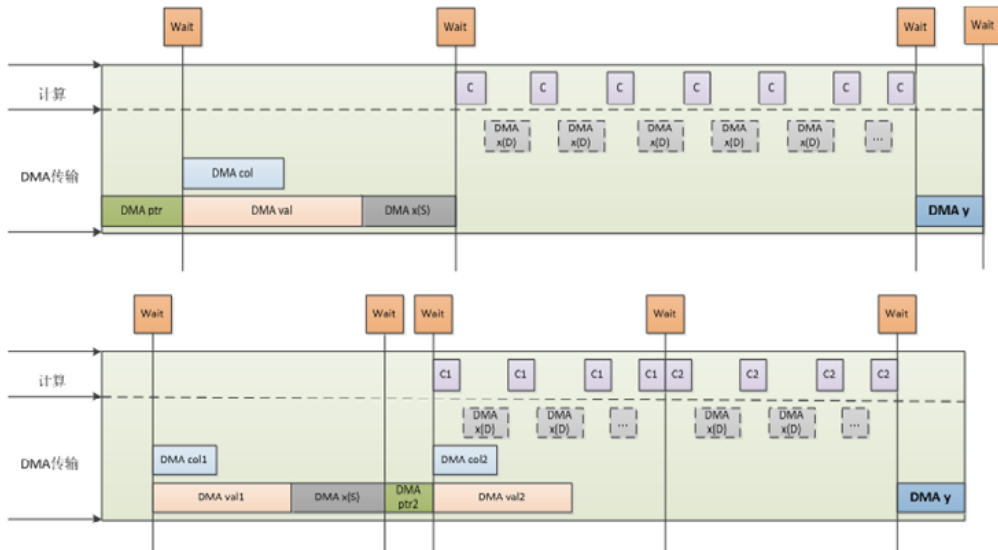 Wait Wait Wait Wait
计算 C C C C C C C
DMA DMA DMA DMA DMA
x(D) x(D) x(D) x(D) x(D) ...
DMA col
DMA传输
DMA ptr DMA val DMA x(S) DMA y
Wait Wait Wait Wait Wait
计算 C1 C1 C1 C1 C2 C2 C2 C2
DMA DMA DMA DMA
x(D) x(D) ... x(D) x(D) ...
DMA传输 DMA col1 DMA col2
DMA val1 DMA x(S) DMA ptr2 DMA val2 DMA y